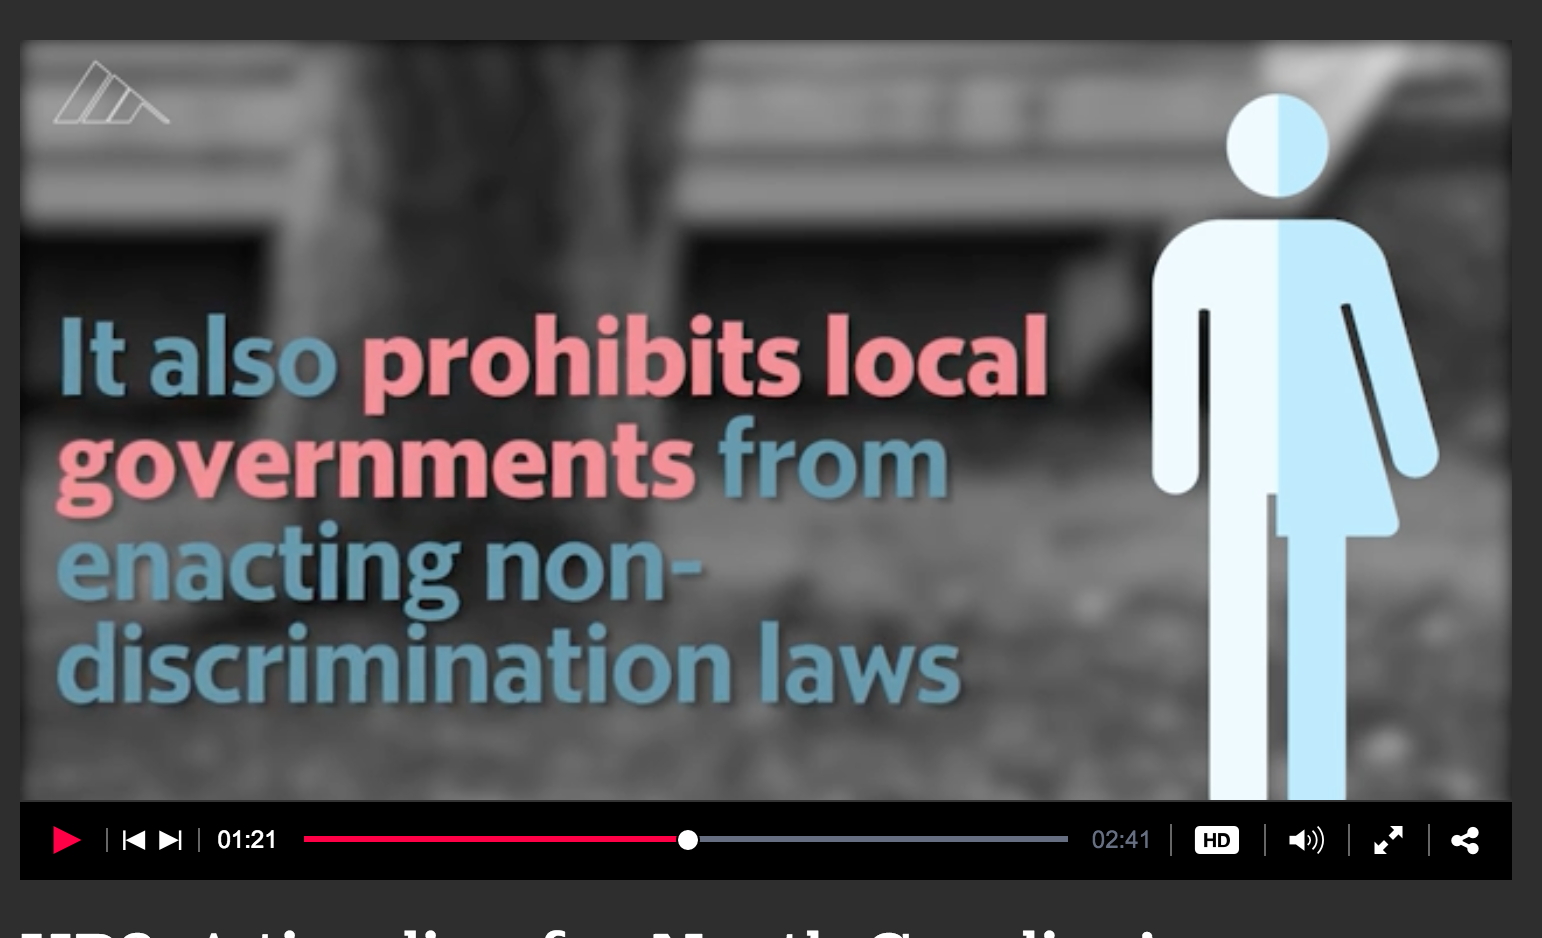 It also prohibits local
governments from
enacting non-
discrimination laws
01:21
02:41
HD